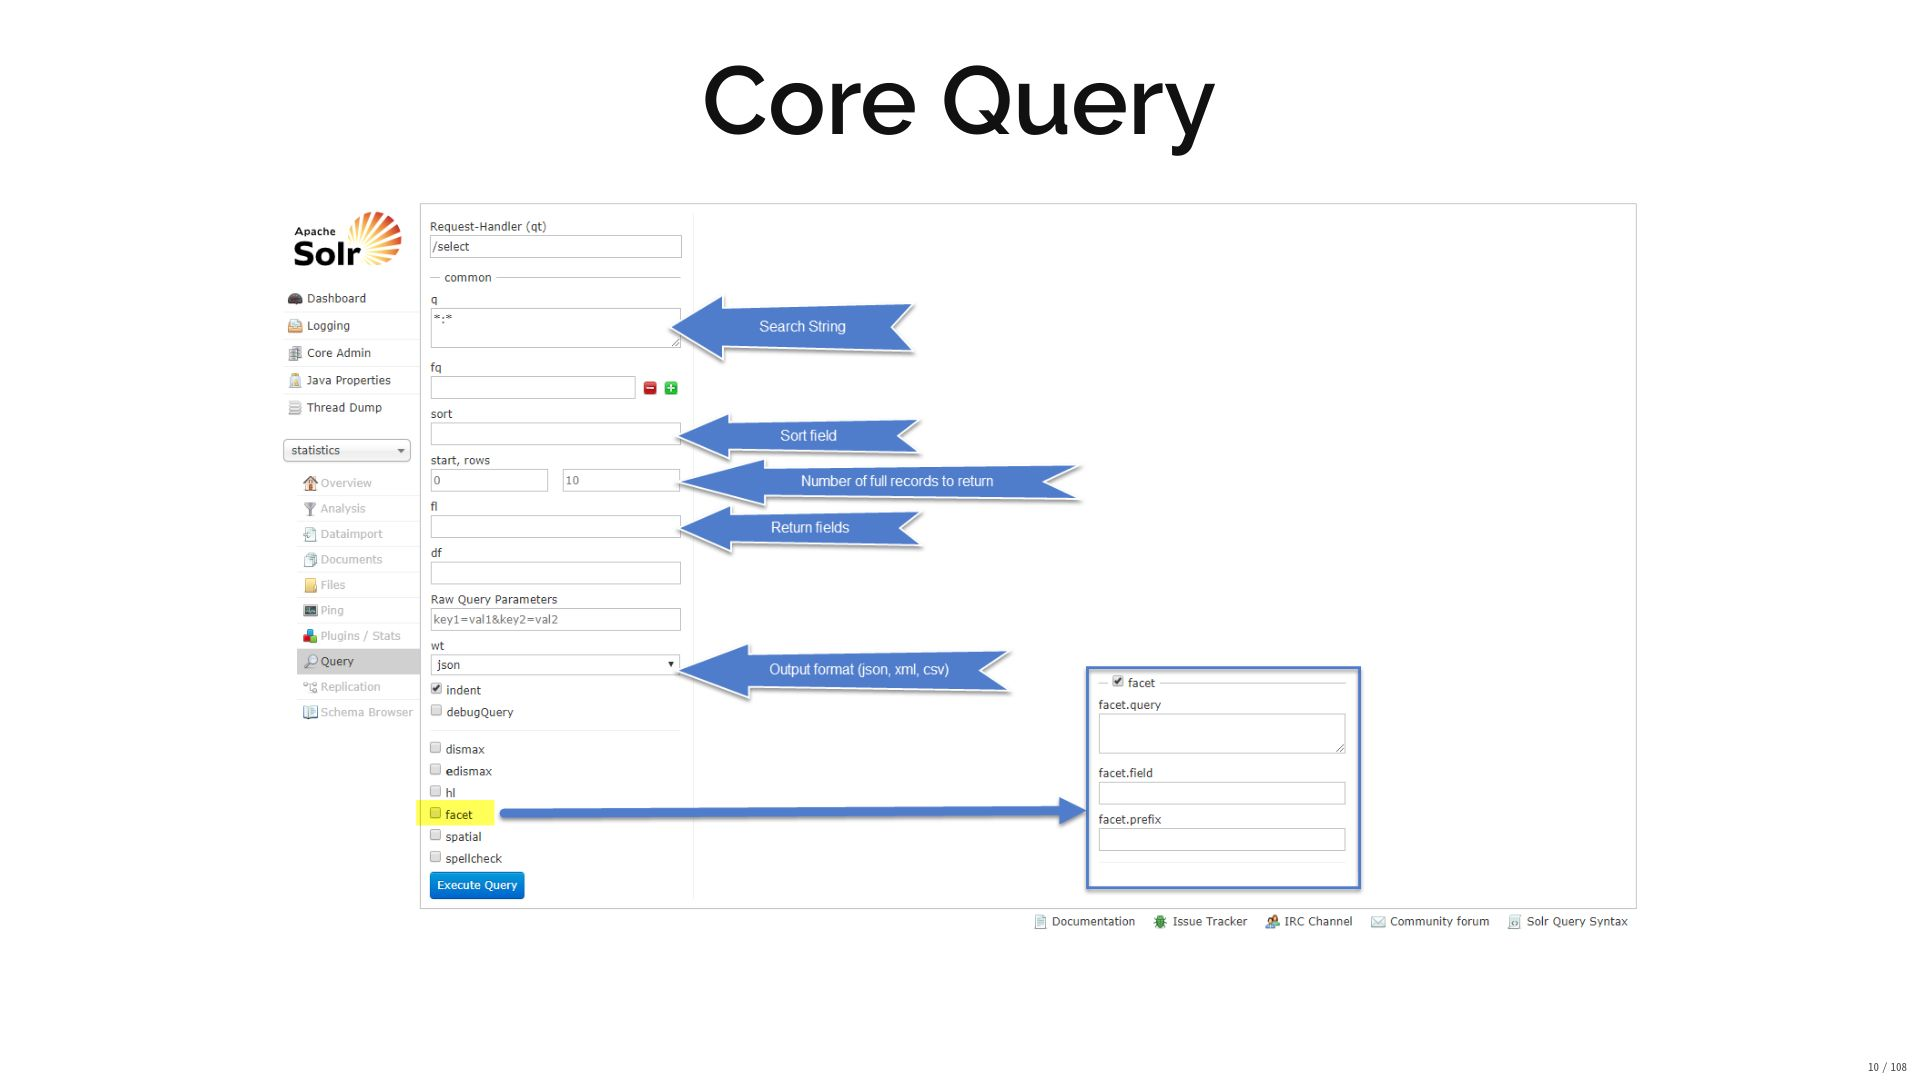 Core Query
Apache
Solr
Dashboard
Logging
Core Admin
Java Properties
Thread Dump
statistics
Overview
Analysis
Dataimport
Documents
Files
Ping
Plugins / Stats
Query
Replication
Schema Browser
Request-Handler (qt)
/select
common
q
*:*
Search String
fq
sort
Sort field
start, rows
0
10
Number of full records to return
fl
Return fields
df
Raw Query Parameters
key1=val1&key2=val2
wt
json
Output format (json, xml, csv)
indent
debugQuery
dismax
edismax
hl
facet
spatial
spellcheck
Execute Query
facet
facet.query
facet.field
facet.prefix
Documentation
Issue Tracker
IRC Channel
Community forum
Solr Query Syntax
10 / 108